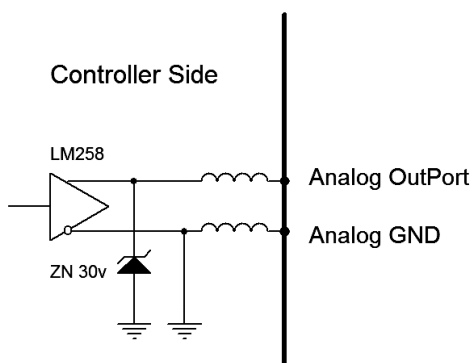 Controller Side
LM258
Analog OutPort
Analog GND
ZN 30v